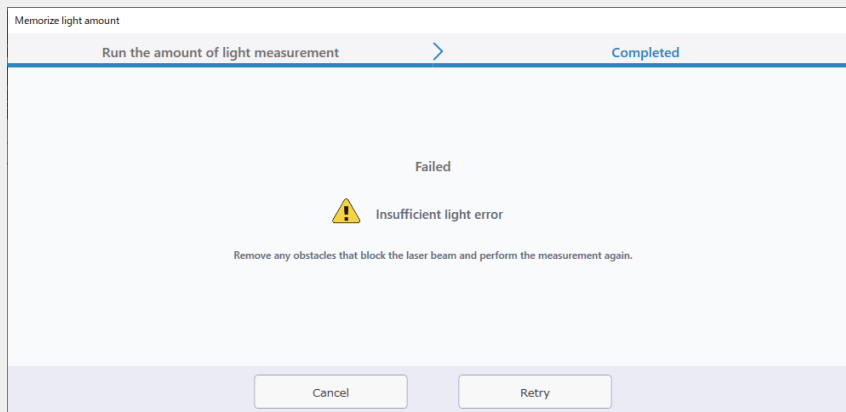 Memorize light amount
Run the amount of light measurement
Completed
Failed
Insufficient light error
Remove any obstacles that block the laser beam and perform the measurement again.
Cancel
Retry